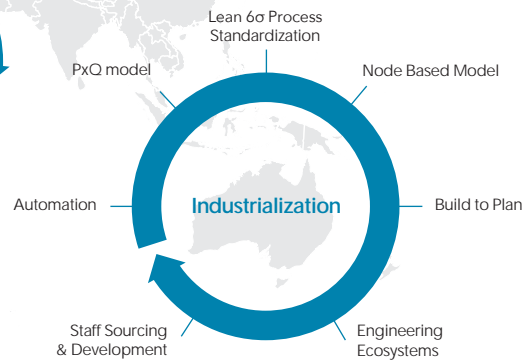 Lean 6σ Process
Standardization
PxQ model
Node Based Model
Automation
Industrialization
Build to Plan
Staff Sourcing
& Development
Engineering
Ecosystems